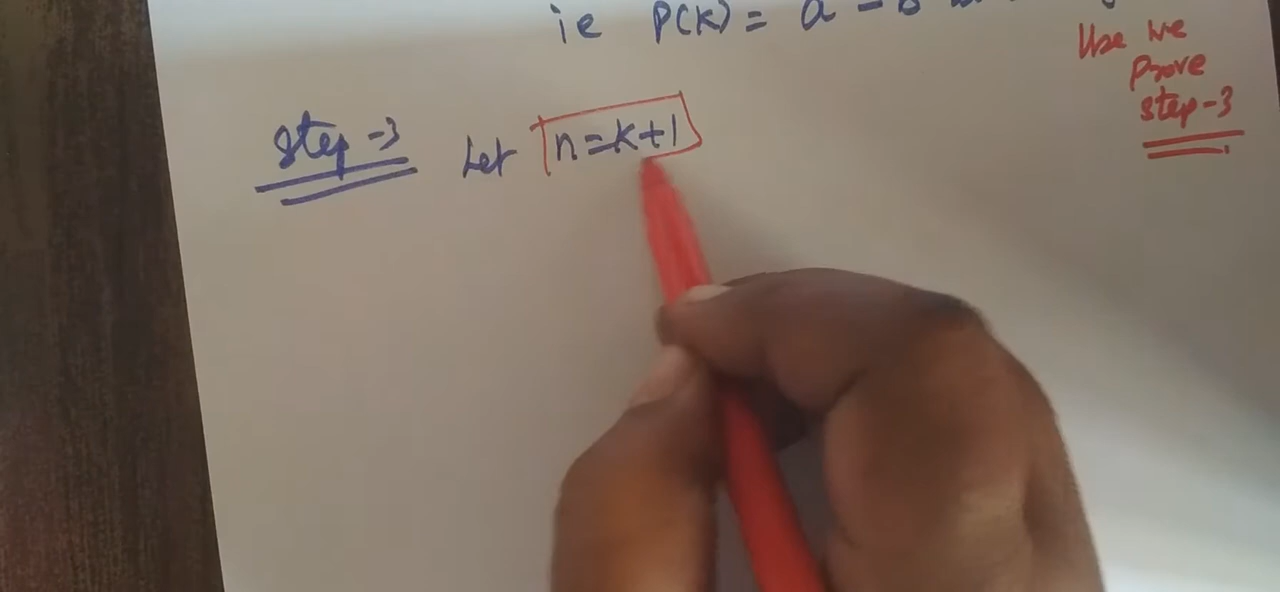 ie P(K) = a -
Use we
Prove
step-3
step-3 Let n=K+1